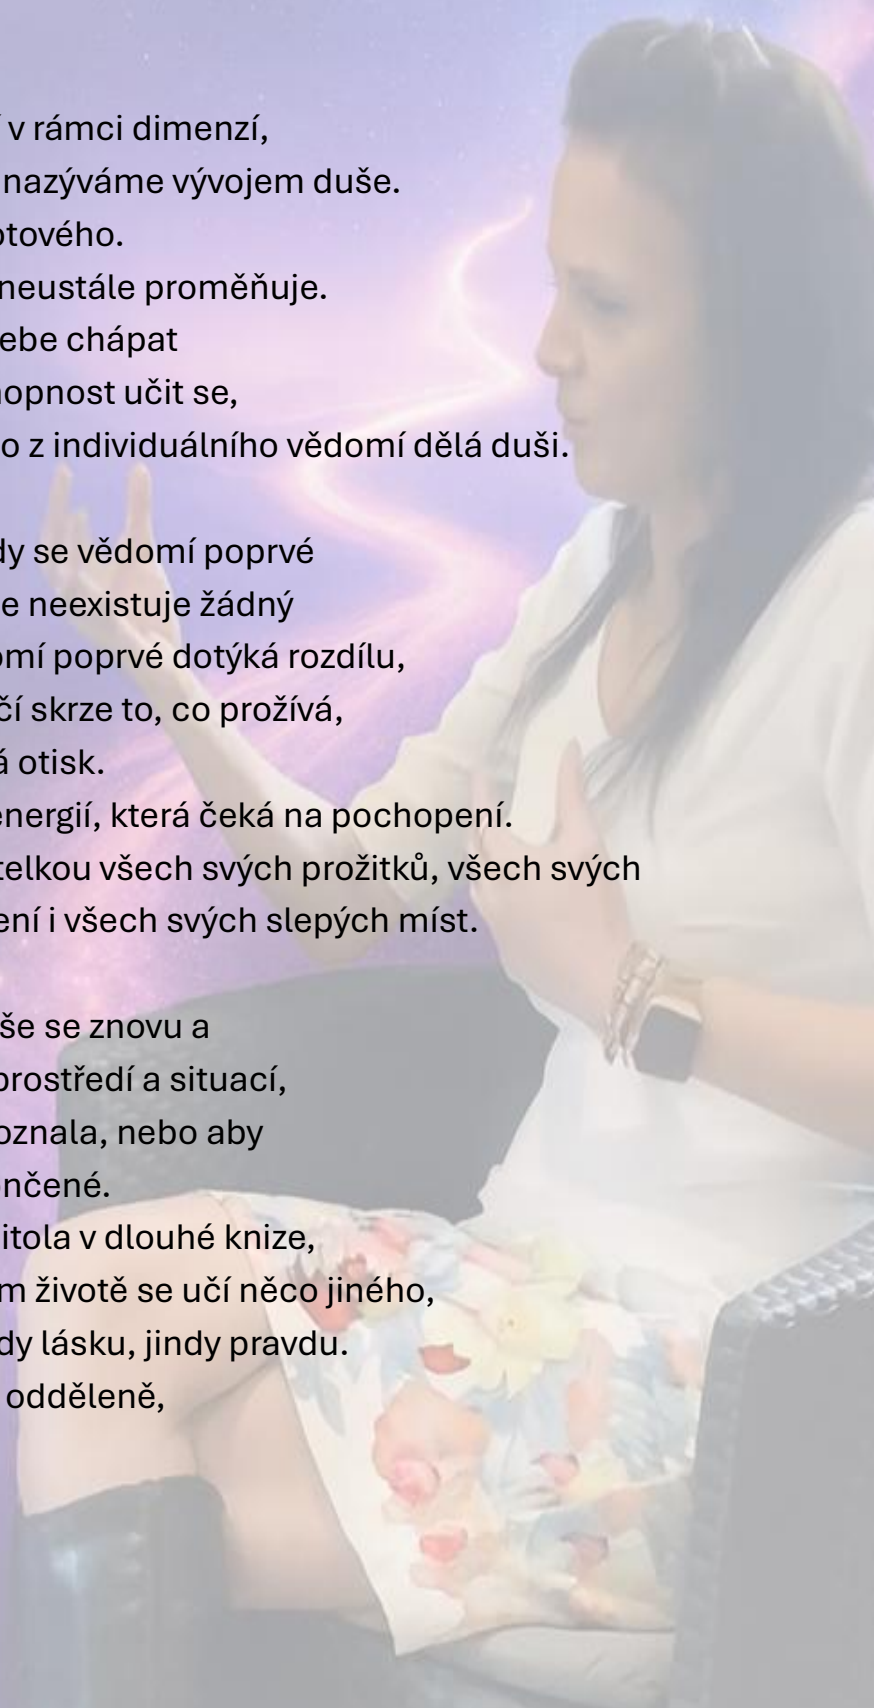 v rámci dimenzí,
nazýváme vývojem duše.
otového.
neustále proměňuje.
ebe chápat
hopnost učit se,
o z individuálního vědomí dělá duši.
dy se vědomí poprvé
e neexistuje žádný
omí poprvé dotýká rozdílu,
čí skrze to, co prožívá,
á otisk.
energií, která čeká na pochopení.
telkou všech svých prožitků, všech svých
ení i všech svých slepých míst.
še se znovu a
prostředí a situací,
oznala, nebo aby
nčené.
itola v dlouhé knize,
m životě se učí něco jiného,
dy lásku, jindy pravdu.
odděleně,